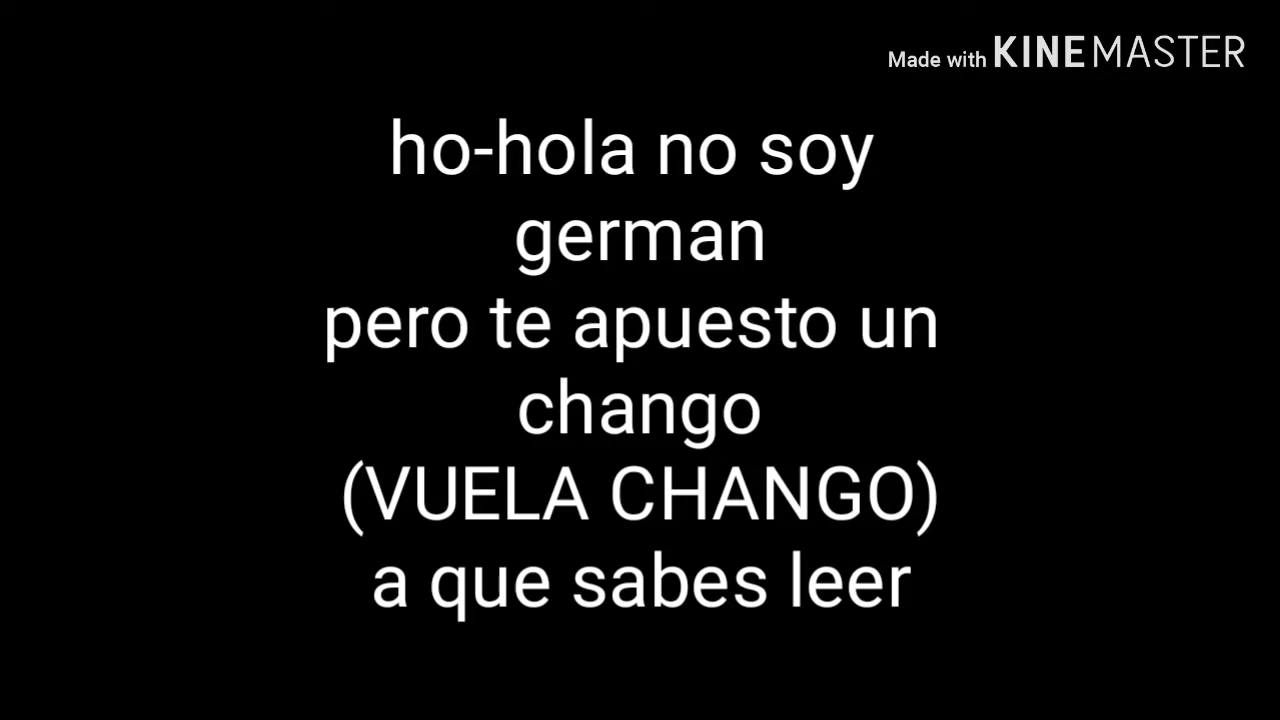 Made with KINEMASTER
ho-hola no soy
german
pero te apuesto un
chango
(VUELA CHANGO)
a que sabes leer